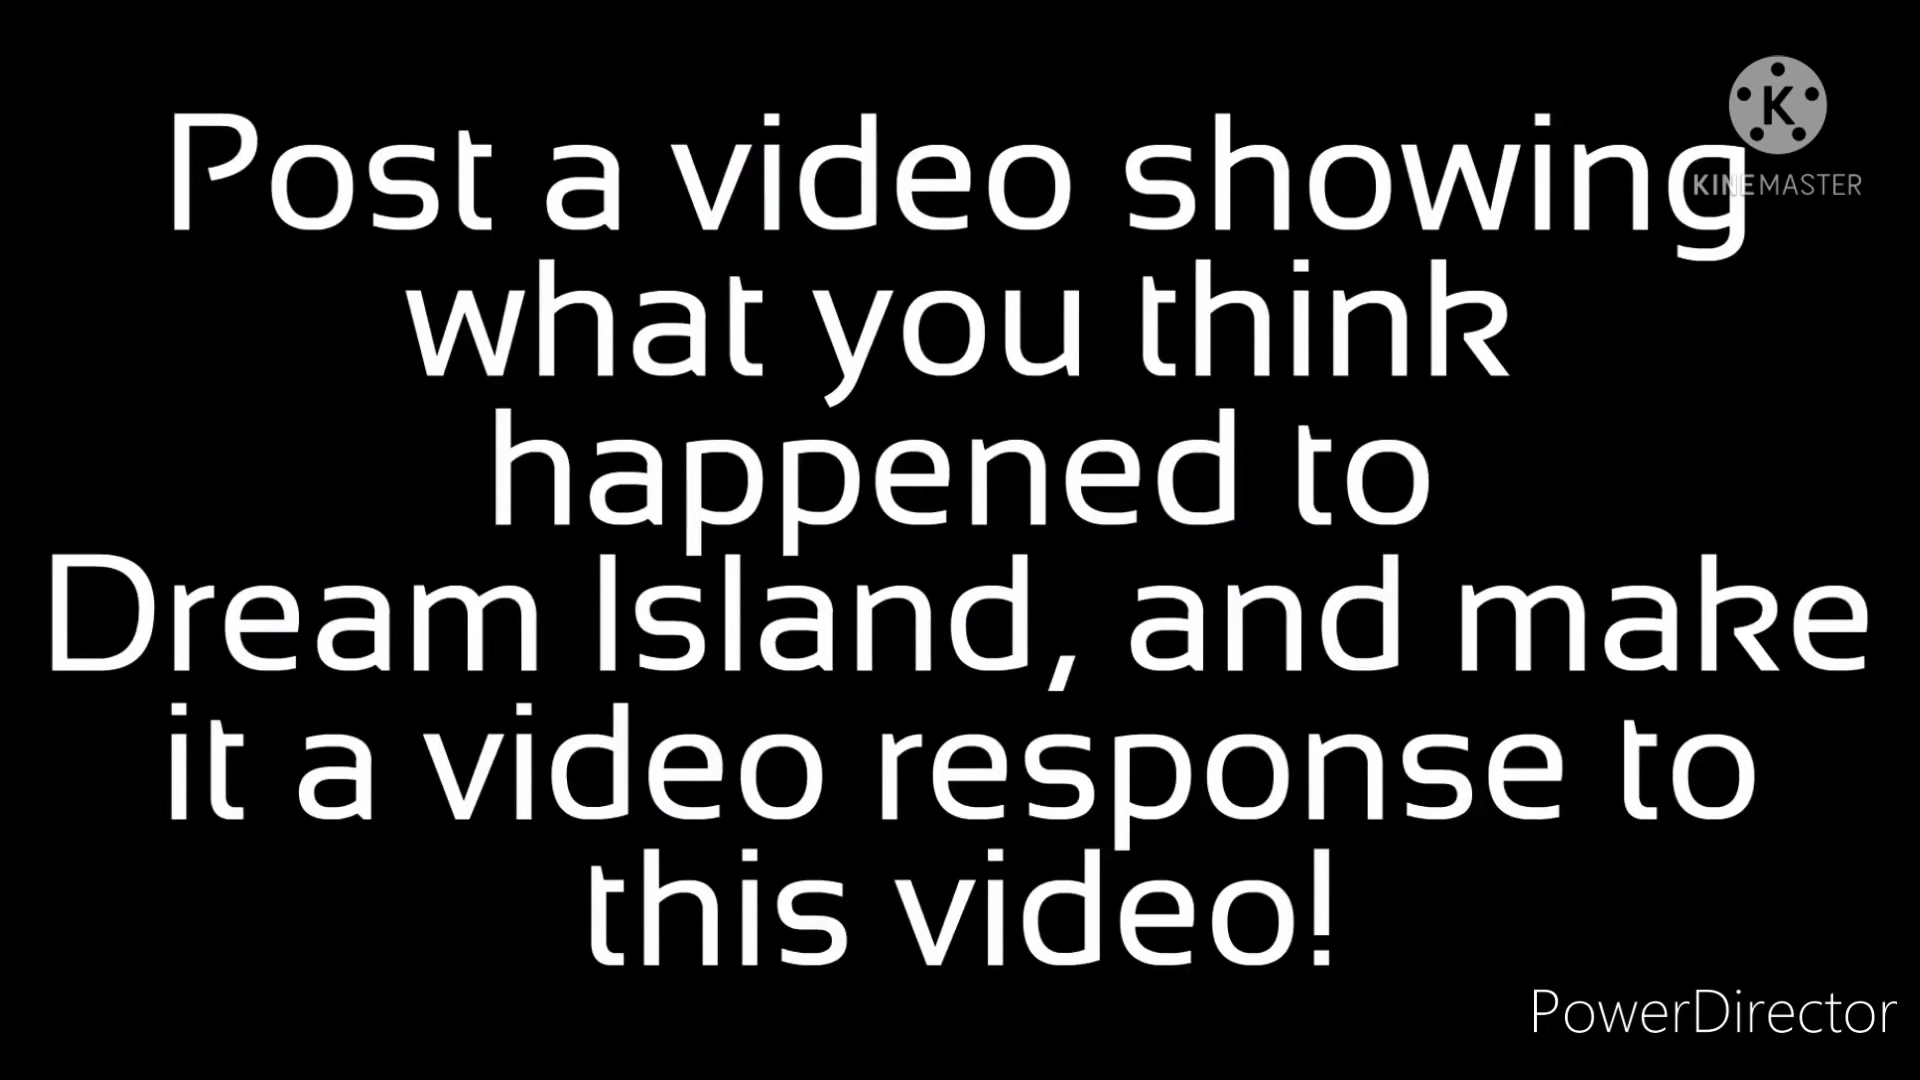 Post a video showing
KINEMASTER
what you think
happened to
Dream Island, and make
it a video response to
this video!
PowerDirector